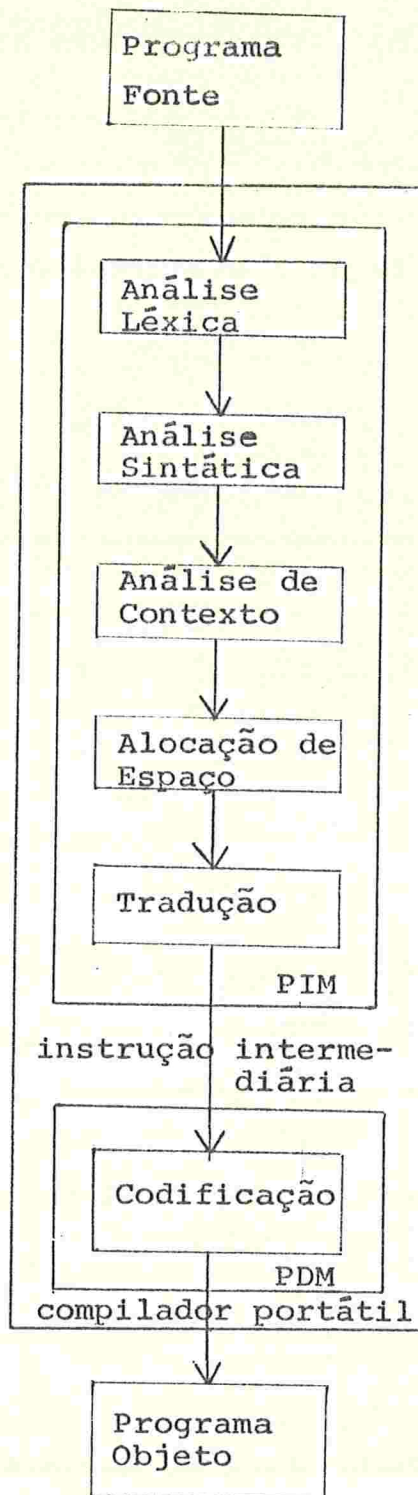 Programa
Fonte
Análise
Léxica
Análise
Sintática
Análise de
Contexto
Alocação de
Espaço
Tradução
PIM
instrução interme-
diária
Codificação
PDM
compilador portátil
Programa
Objeto